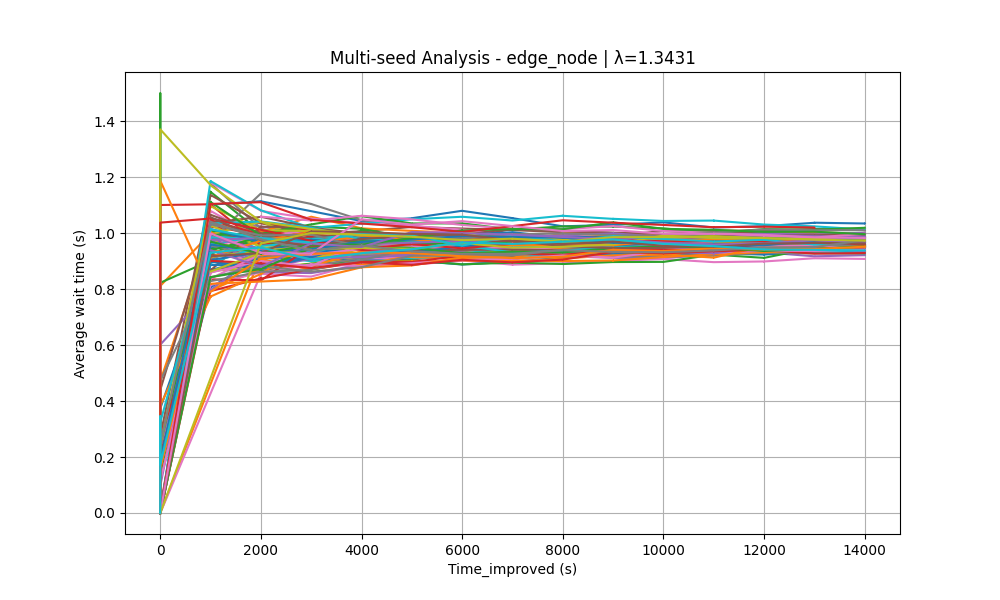 Multi-seed Analysis - edge_node | λ=1.3431
Average wait time (s)
1.4
1.2
1.0
0.8
0.6
0.4
0.2
0.0
0 2000 4000 6000 8000 10000 12000 14000
Time_improved (s)